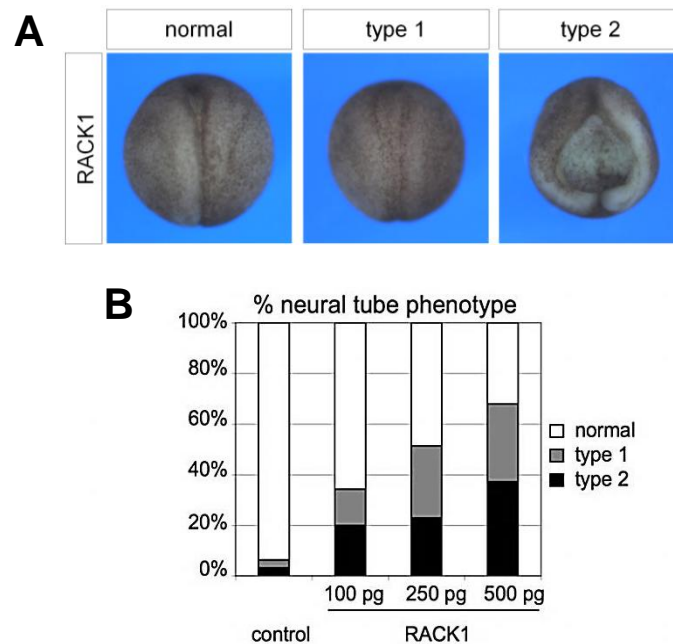 A
normal type 1 type 2
RACK1
B
% neural tube phenotype
100%
80%
60%
40%
20%
0%
normal
type 1
type 2
100 pg 250 pg 500 pg
control RACK1